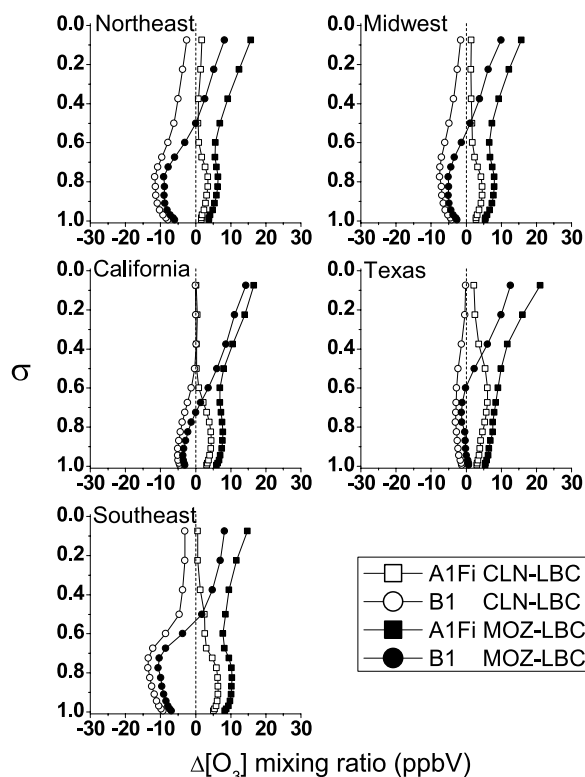 Northeast
Midwest
0.0
0.2
0.4
0.6
0.8
1.0
-30 -20 -10 0 10 20 30
0.0
0.2
0.4
0.6
0.8
1.0
-30 -20 -10 0 10 20 30
California
Texas
0.0
0.2
0.4
0.6
0.8
1.0
-30 -20 -10 0 10 20 30
0.0
0.2
0.4
0.6
0.8
1.0
-30 -20 -10 0 10 20 30
σ
Southeast
0.0
0.2
0.4
0.6
0.8
1.0
-30 -20 -10 0 10 20 30
A1Fi CLN-LBC
B1 CLN-LBC
A1Fi MOZ-LBC
B1 MOZ-LBC
Δ[O₃] mixing ratio (ppbV)